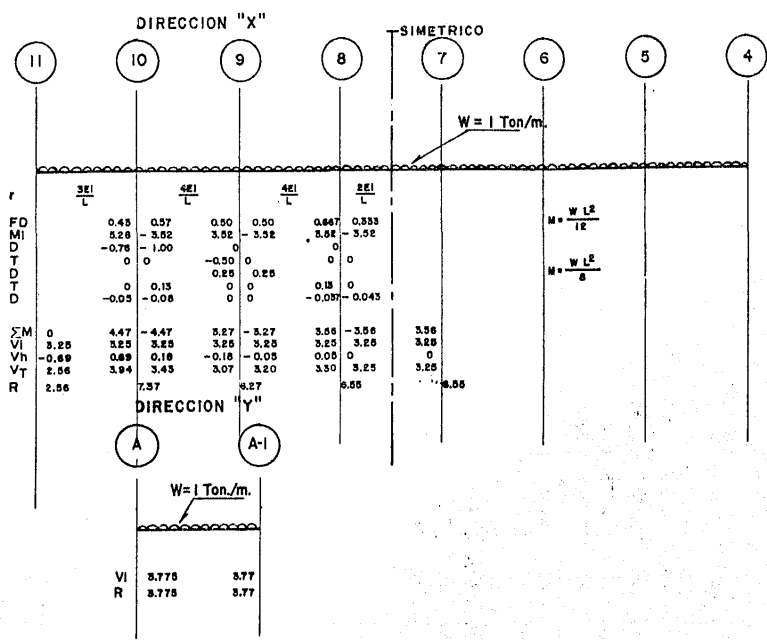 DIRECCION "X"
SIMETRICO
11 10 9 8 7 6 5 4
W = 1 Ton/m.
r 3EI/L 4EI/L 4EI/L 2EI/L
FD 0.43 0.57 0.50 0.50 0.667 0.333
M = W L²/12
MI 5.28 -3.52 3.52 -3.52 3.52 -3.52
D -0.76 -1.00 0 0
T 0 0 -0.50 0 0 0
D 0.25 0.25
M = W L²/8
T 0 0.13 0 0 0.13 0
D -0.05 -0.08 0 0 -0.087 -0.043
ΣM 0 4.47 -4.47 3.27 -3.27 3.56 -3.56 3.56
VI 3.25 3.25 3.25 3.25 3.25 3.25 3.25 3.25
Vh -0.69 0.69 0.18 -0.18 -0.05 0.05 0 0
VT 2.56 3.94 3.43 3.07 3.20 3.30 3.25 3.25
R 2.56 7.37 6.27 6.55 6.55
DIRECCION "Y"
A A-1
W=1 Ton./m.
VI 3.775 3.77
R 3.775 3.77